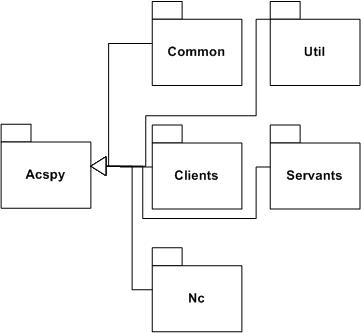 Common
Util
Acspy
Clients
Servants
Nc